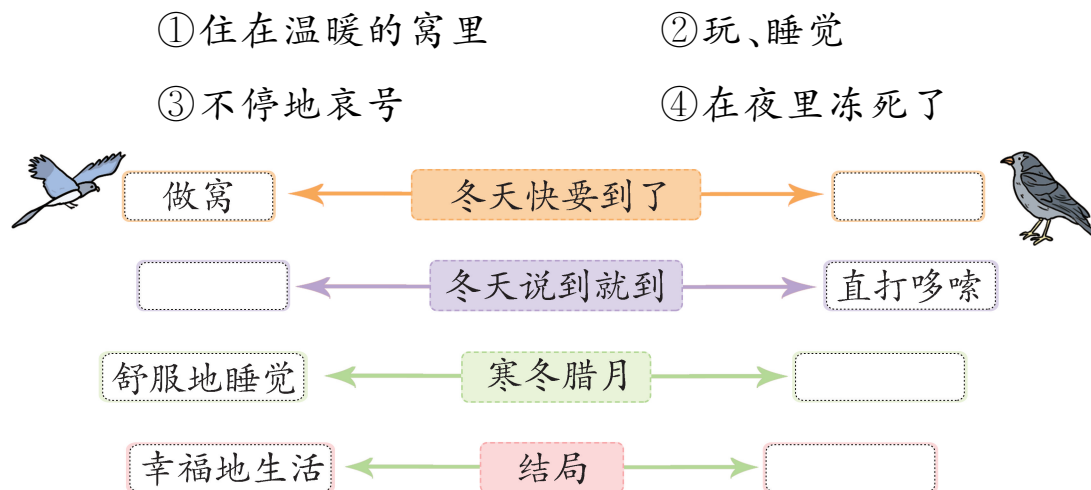 ①住在温暖的窝里 ②玩、睡觉
③不停地哀号 ④在夜里冻死了
做窝 冬天快要到了
冬天说到就到 直打哆嗦
舒服地睡觉 寒冬腊月
幸福地生活 结局